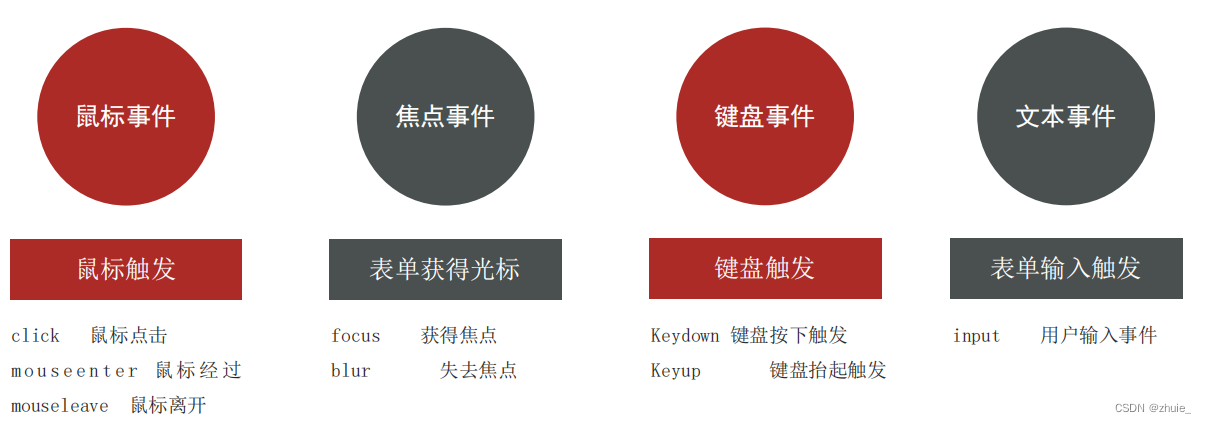 鼠标事件
焦点事件
键盘事件
文本事件
鼠标触发
表单获得光标
键盘触发
表单输入触发
click 鼠标点击
mouseenter 鼠标经过
mouseleave 鼠标离开
focus 获得焦点
blur 失去焦点
Keydown 键盘按下触发
Keyup 键盘抬起触发
input 用户输入事件
CSDN @zhuie_